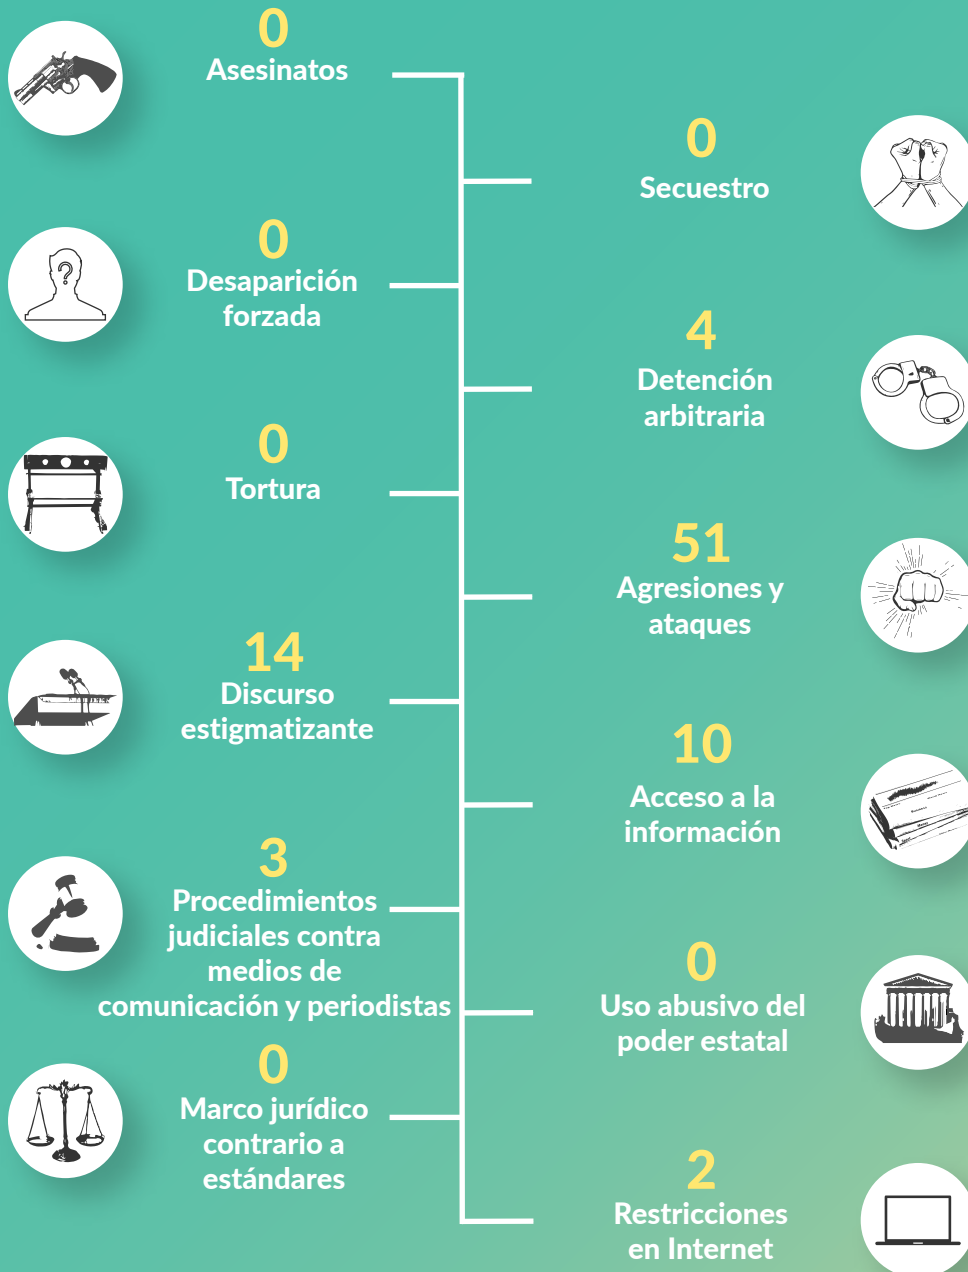 0
Asesinatos
0
Secuestro
0
Desaparición
forzada
4
Detención
arbitraria
0
Tortura
51
Agresiones y
ataques
14
Discurso
estigmatizante
10
Acceso a la
información
3
Procedimientos
judiciales contra
medios de
comunicación y periodistas
0
Uso abusivo del
poder estatal
0
Marco jurídico
contrario a
estándares
2
Restricciones
en Internet